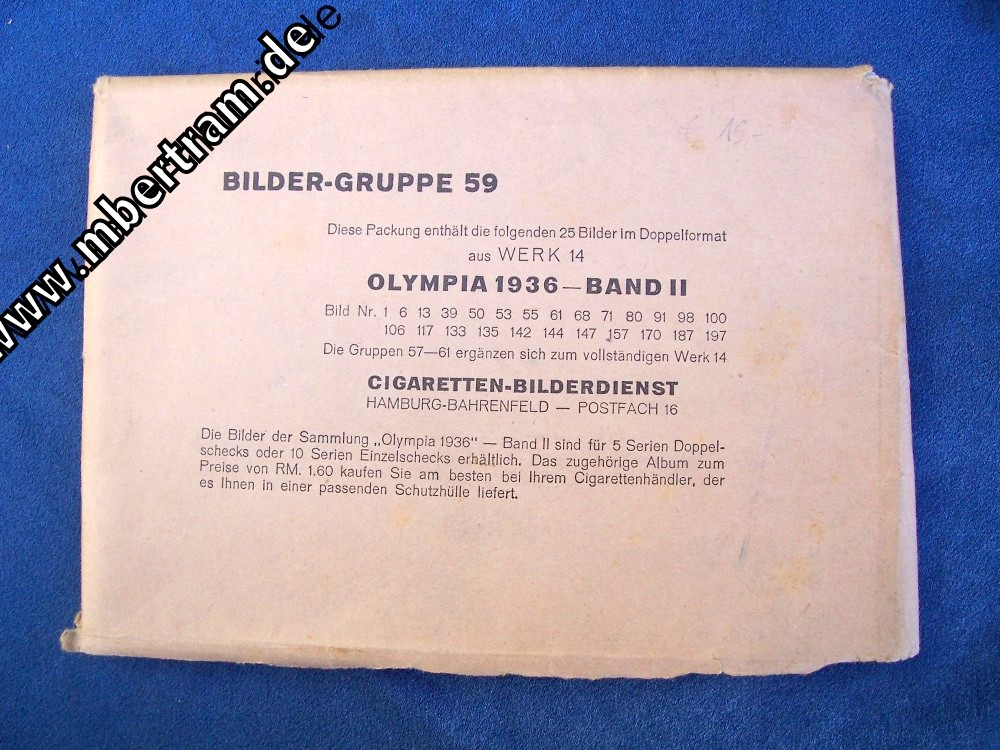 www.mbertram.de
€ 15,-
BILDER-GRUPPE 59
Diese Packung enthält die folgenden 25 Bilder im Doppelformat
aus WERK 14
OLYMPIA 1936 — BAND II
Bild Nr. 1 6 13 39 50 53 55 61 68 71 80 91 98 100
106 117 133 135 142 144 147 157 170 187 197
Die Gruppen 57—61 ergänzen sich zum vollständigen Werk 14
CIGARETTEN-BILDERDIENST
HAMBURG-BAHRENFELD — POSTFACH 16
Die Bilder der Sammlung „Olympia 1936" — Band II sind für 5 Serien Doppel-
schecks oder 10 Serien Einzelschecks erhältlich. Das zugehörige Album zum
Preise von RM. 1.60 kaufen Sie am besten bei Ihrem Cigarettenhändler, der
es Ihnen in einer passenden Schutzhülle liefert.